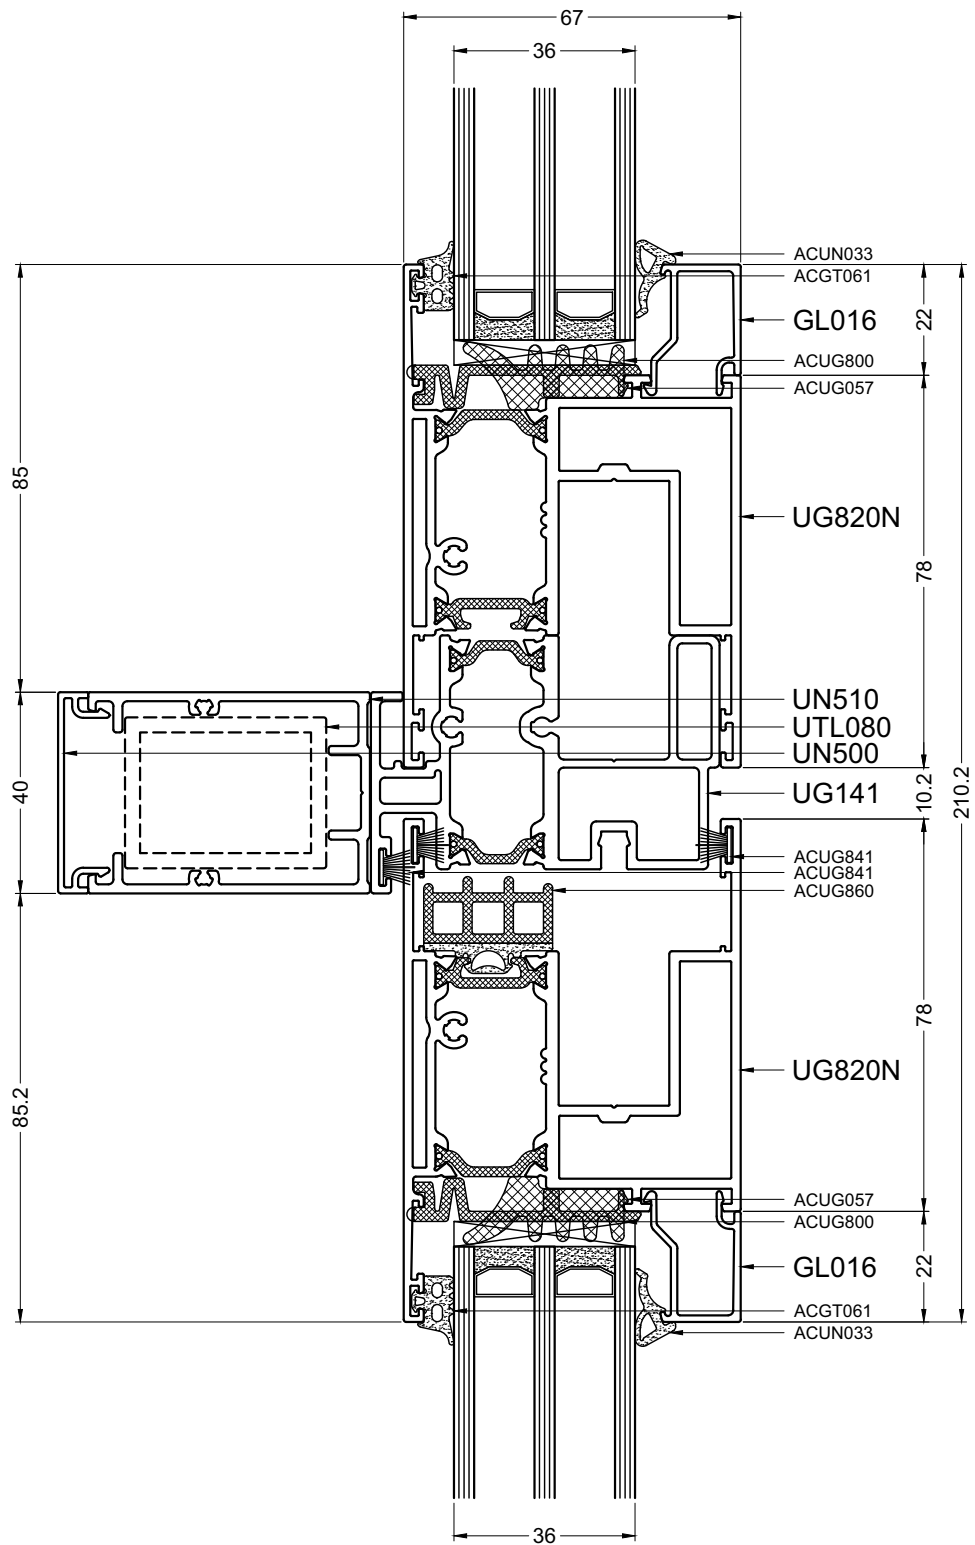 67
36
ACUN033
ACGT061
GL016
22
ACUG800
ACUG057
85
UG820N
78
UN510
UTL080
UN500
40
UG141
10.2
210.2
ACUG841
ACUG841
ACUG860
78
UG820N
85.2
ACUG057
ACUG800
GL016
22
ACGT061
ACUN033
36